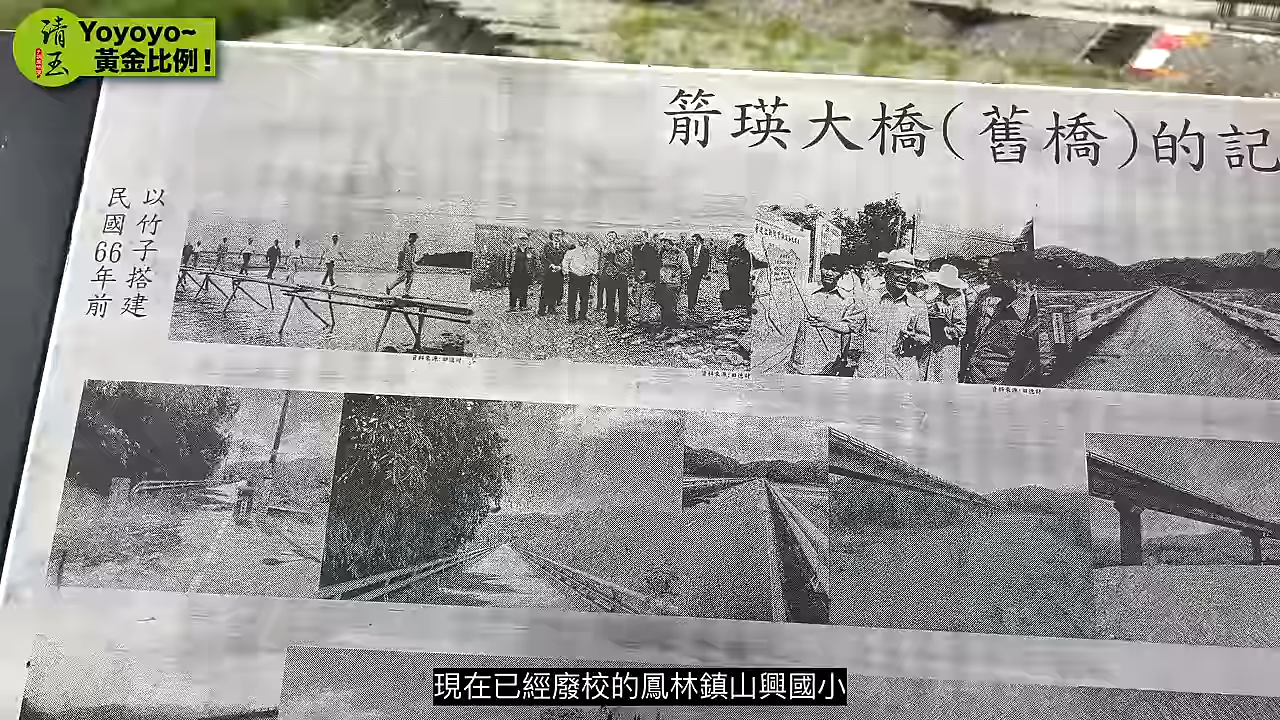 清玉
Yoyoyo~
黃金比例！
箭瑛大橋(舊橋)的記
以竹子搭建
民國66年前
現在已經廢校的鳳林鎮山興國小